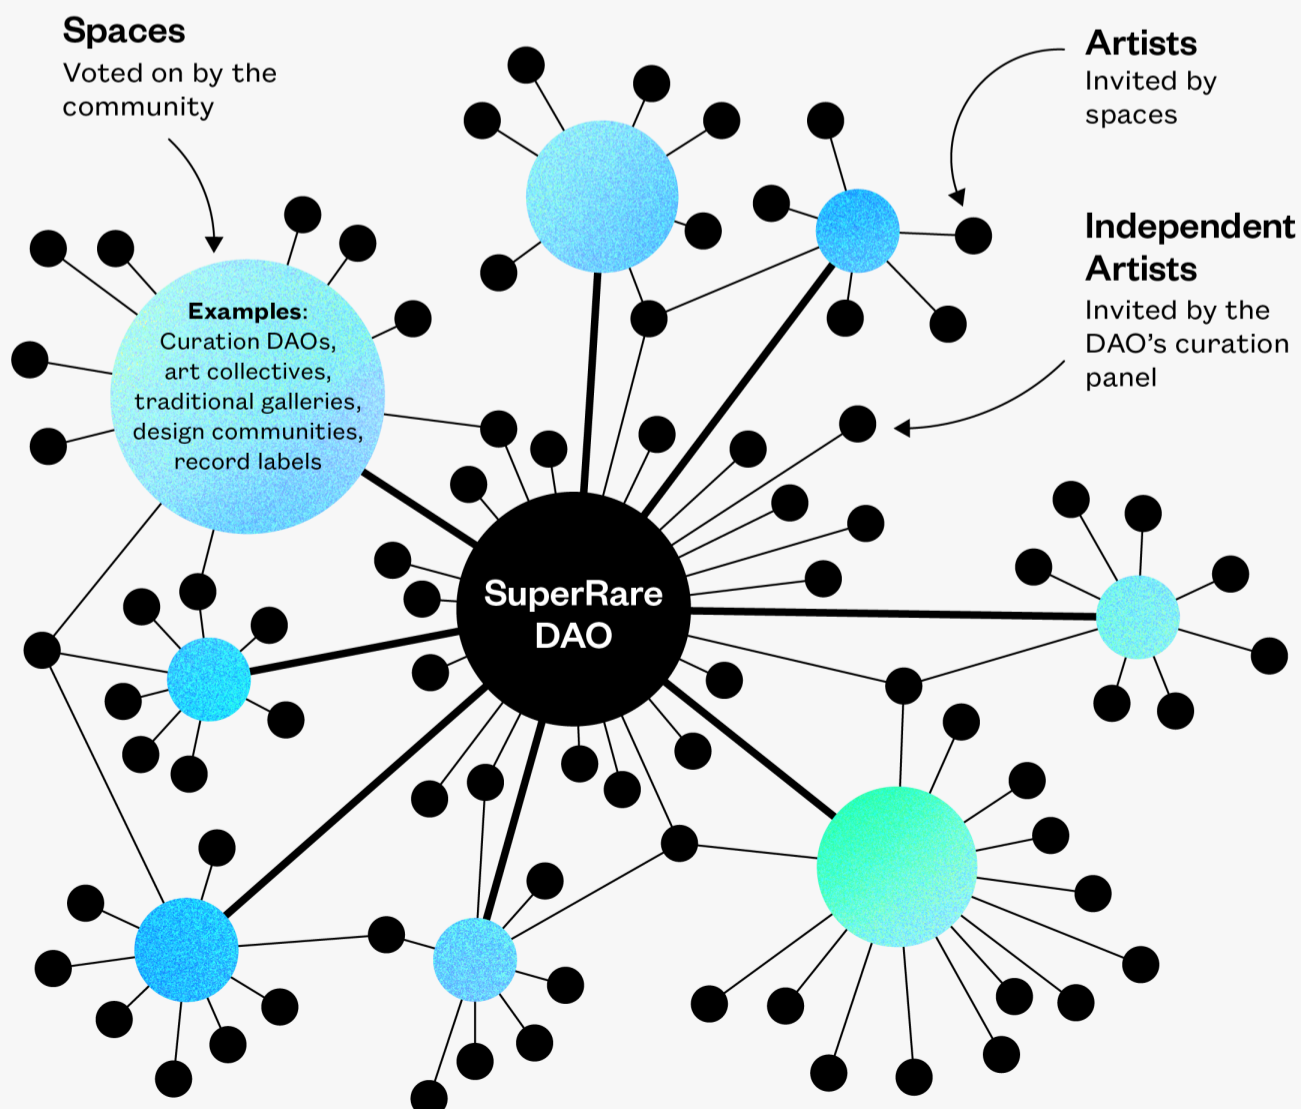 Spaces
Voted on by the
community
Artists
Invited by
spaces
Independent
Artists
Invited by the
DAO’s curation
panel
Examples:
Curation DAOs,
art collectives,
traditional galleries,
design communities,
record labels
SuperRare
DAO